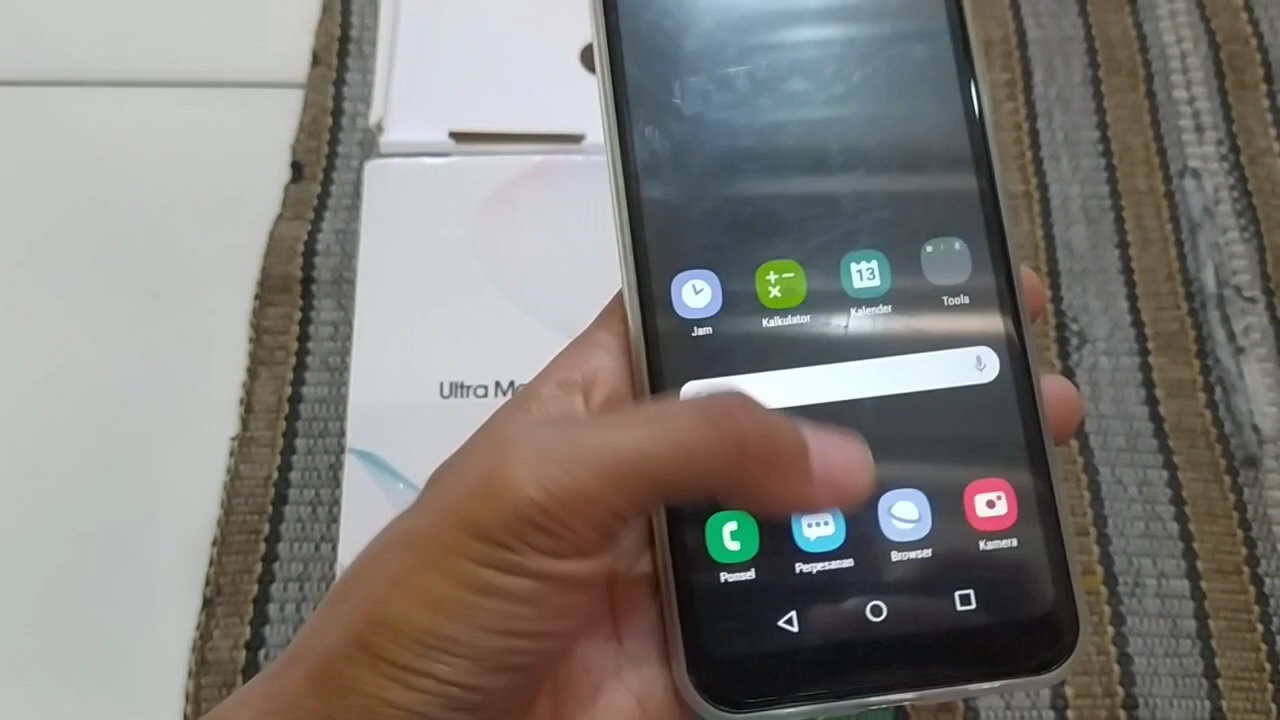 Ultra
13
Jam
Kalkulator
Kalender
Tools
Ponsel
Perpesanan
Browser
Kamera